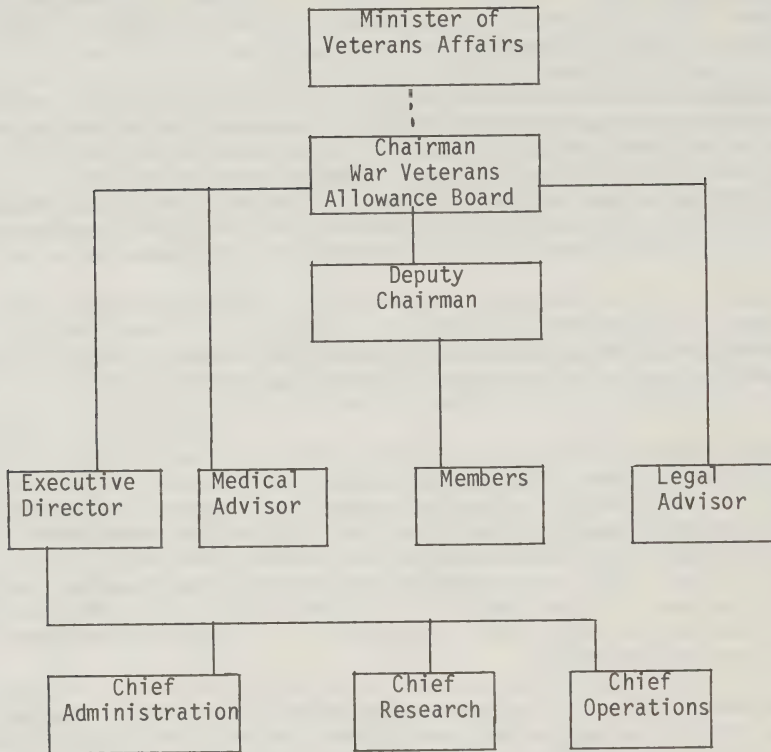 Minister of
Veterans Affairs
Chairman
War Veterans
Allowance Board
Deputy
Chairman
Executive
Director
Medical
Advisor
Members
Legal
Advisor
Chief
Administration
Chief
Research
Chief
Operations